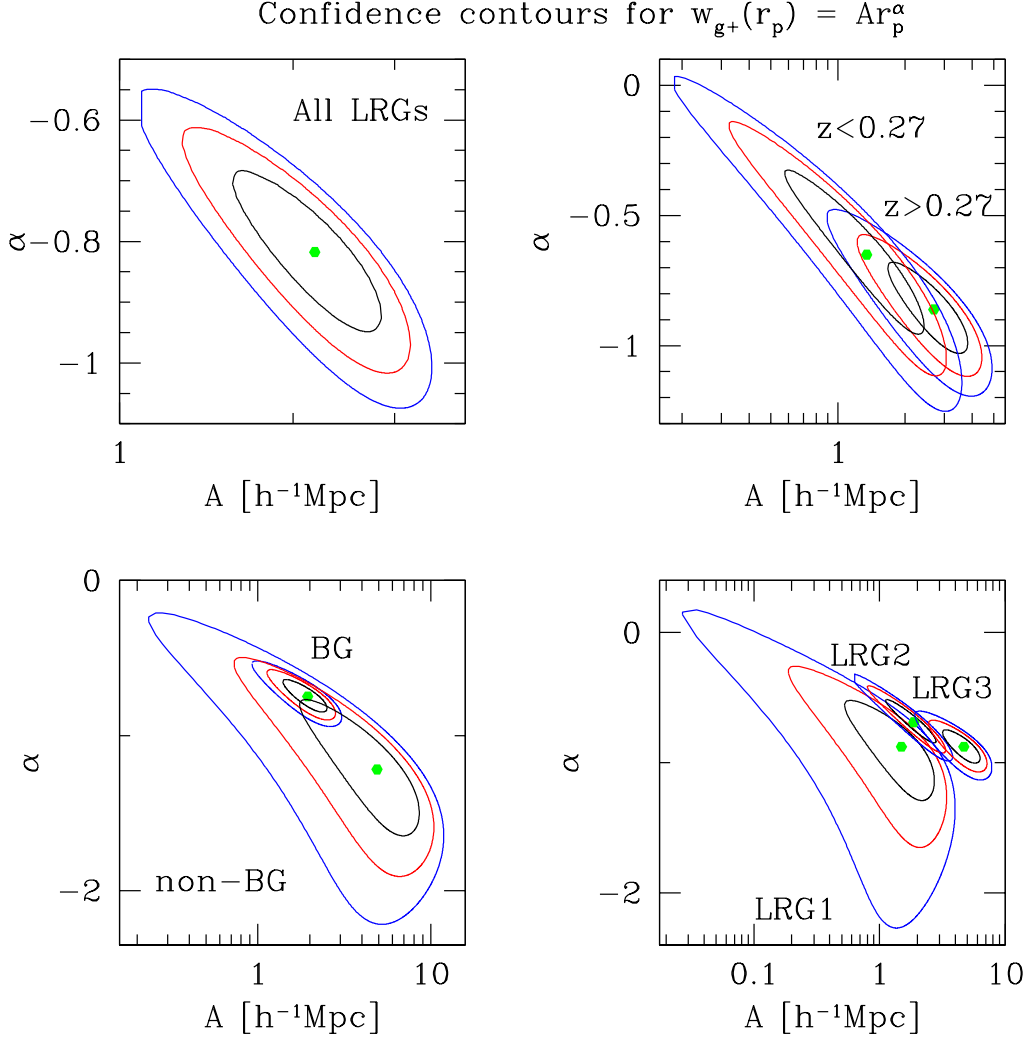 Confidence contours for w_{g+}(r_p) = Ar_p^α
All LRGs
−0.6
−0.8
−1
α
1
A [h⁻¹Mpc]
z<0.27
z>0.27
0
−0.5
−1
α
1
A [h⁻¹Mpc]
BG
non−BG
0
−2
α
1 10
A [h⁻¹Mpc]
LRG2
LRG3
LRG1
0
−2
α
0.1 1 10
A [h⁻¹Mpc]